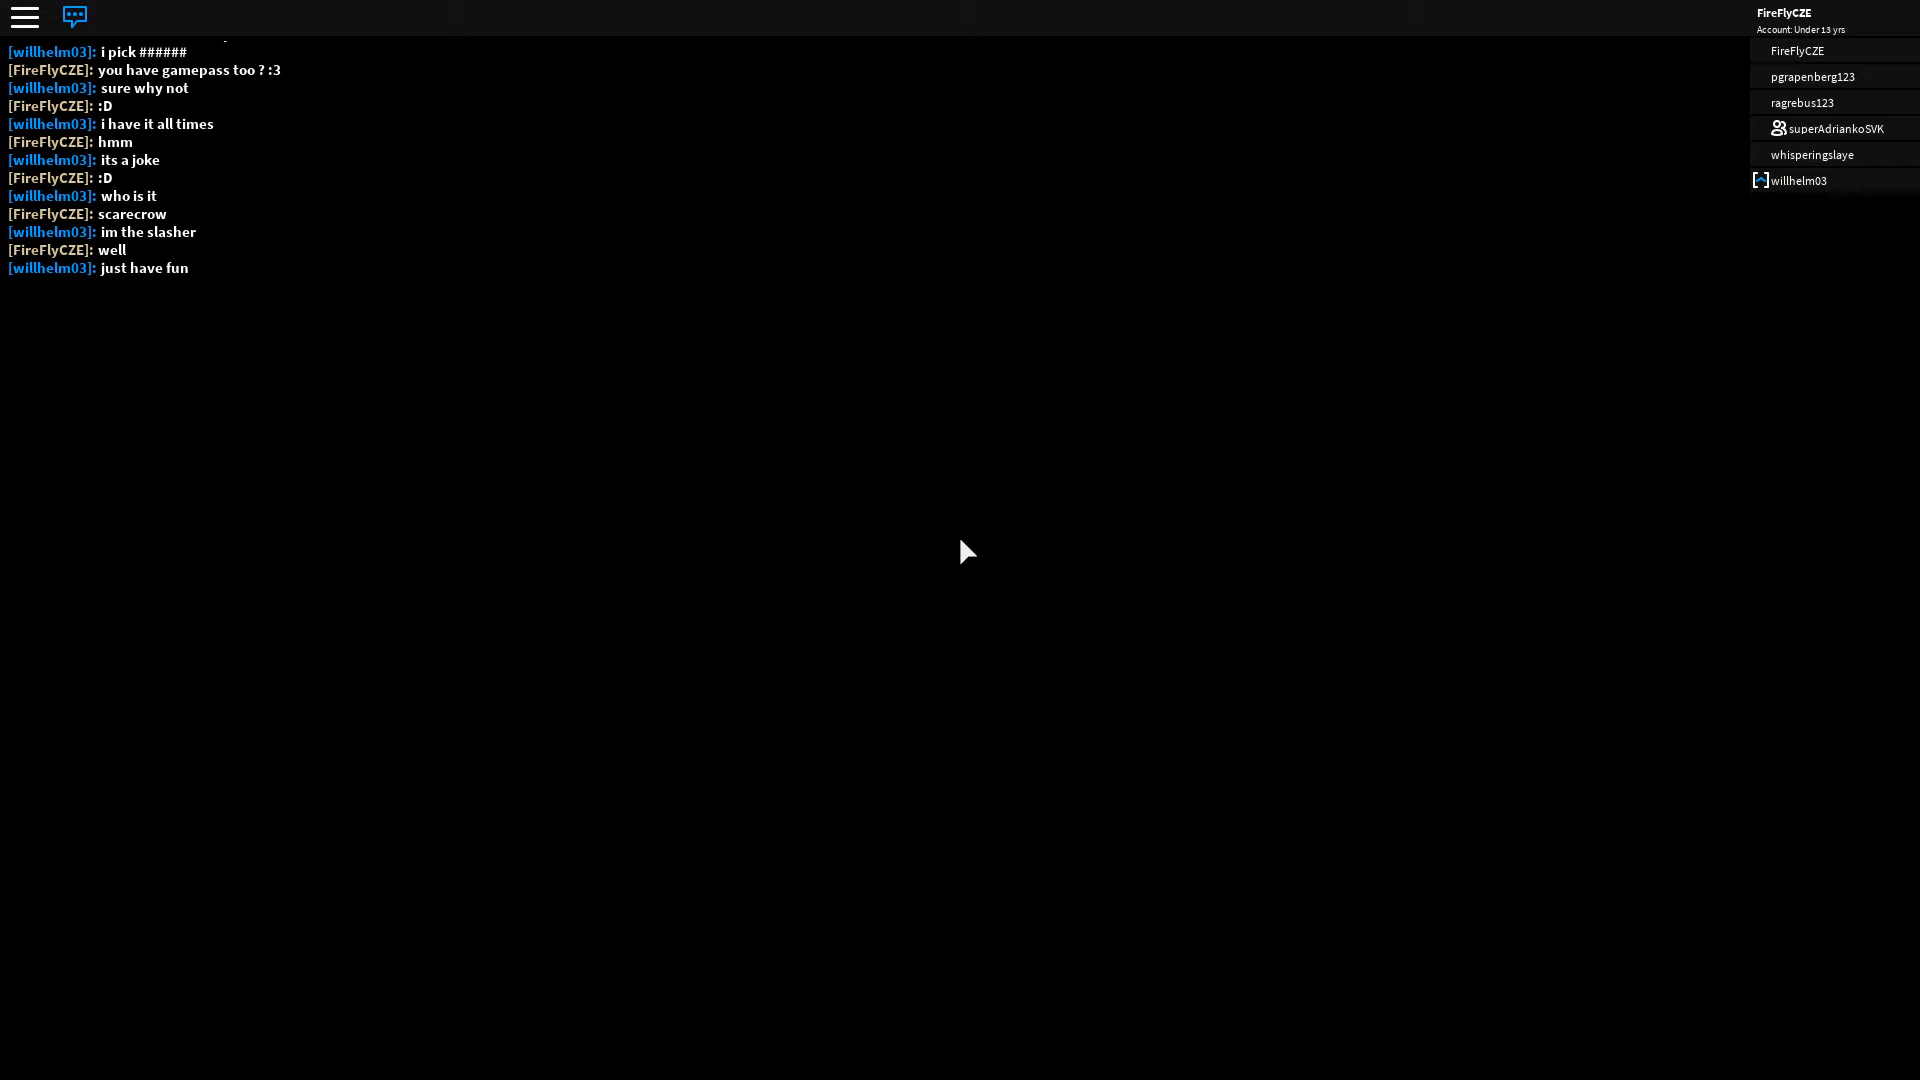 [willhelm03]: i pick ######
[FireFlyCZE]: you have gamepass too ? :3
[willhelm03]: sure why not
[FireFlyCZE]: :D
[willhelm03]: i have it all times
[FireFlyCZE]: hmm
[willhelm03]: its a joke
[FireFlyCZE]: :D
[willhelm03]: who is it
[FireFlyCZE]: scarecrow
[willhelm03]: im the slasher
[FireFlyCZE]: well
[willhelm03]: just have fun
FireFlyCZE
Account: Under 13 yrs
FireFlyCZE
pgrapenberg123
ragrebus123
superAdriankoSVK
whisperingslaye
willhelm03